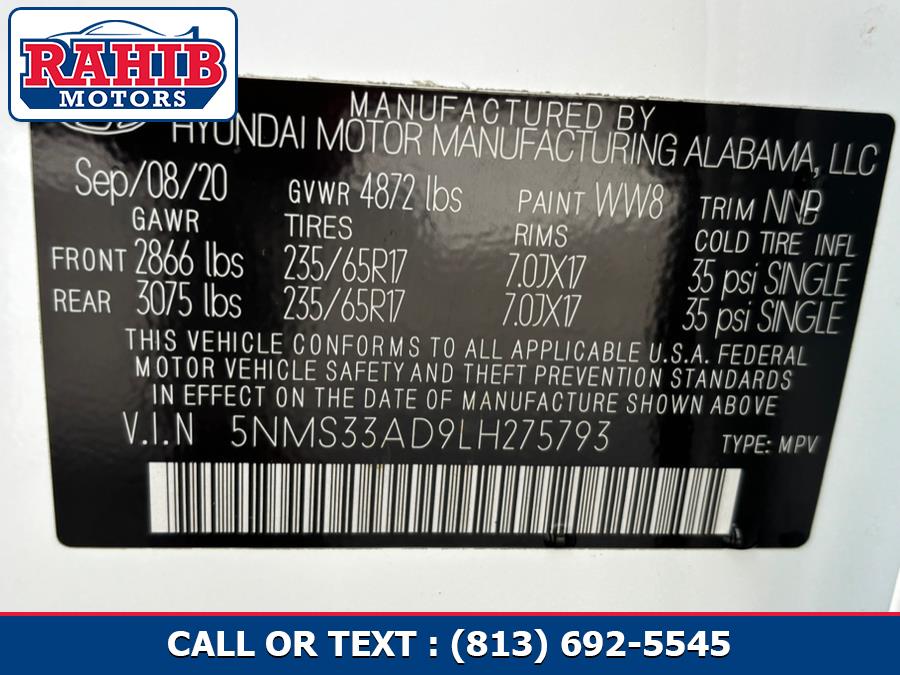 RAHIB
MOTORS
MANUFACTURED BY
HYUNDAI MOTOR MANUFACTURING ALABAMA, LLC
Sep/08/20 GVWR 4872 lbs PAINT WW8 TRIM NNB
GAWR TIRES RIMS COLD TIRE INFL
FRONT 2866 lbs 235/65R17 7.0JX17 35 psi SINGLE
REAR 3075 lbs 235/65R17 7.0JX17 35 psi SINGLE
THIS VEHICLE CONFORMS TO ALL APPLICABLE U.S.A. FEDERAL
MOTOR VEHICLE SAFETY AND THEFT PREVENTION STANDARDS
IN EFFECT ON THE DATE OF MANUFACTURE SHOWN ABOVE
V.I.N 5NMS33AD9LH275793 TYPE: MPV
CALL OR TEXT : (813) 692-5545